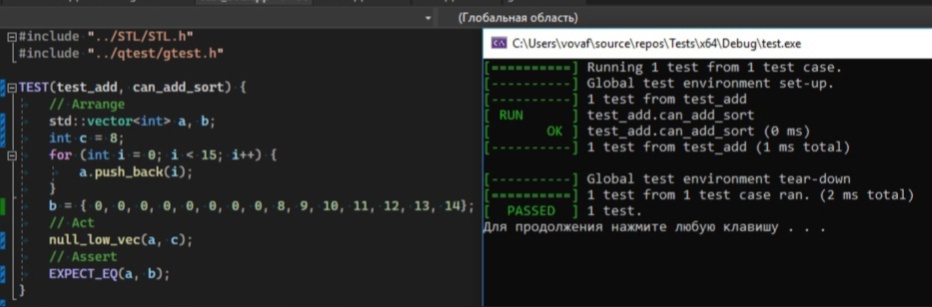 (Глобальная область)
#include "../STL/STL.h"
#include "../qtest/gtest.h"
TEST(test_add, can_add_sort) {
// Arrange
std::vector<int> a, b;
int c = 8;
for (int i = 0; i < 15; i++) {
a.push_back(i);
}
b = { 0, 0, 0, 0, 0, 0, 0, 0, 8, 9, 10, 11, 12, 13, 14};
// Act
null_low_vec(a, c);
// Assert
EXPECT_EQ(a, b);
}
C:\Users\vovaf\source\repos\Tests\x64\Debug\test.exe
[==========] Running 1 test from 1 test case.
[----------] Global test environment set-up.
[----------] 1 test from test_add
[ RUN      ] test_add.can_add_sort
[       OK ] test_add.can_add_sort (0 ms)
[----------] 1 test from test_add (1 ms total)
[----------] Global test environment tear-down
[==========] 1 test from 1 test case ran. (2 ms total)
[  PASSED  ] 1 test.
Для продолжения нажмите любую клавишу . . .